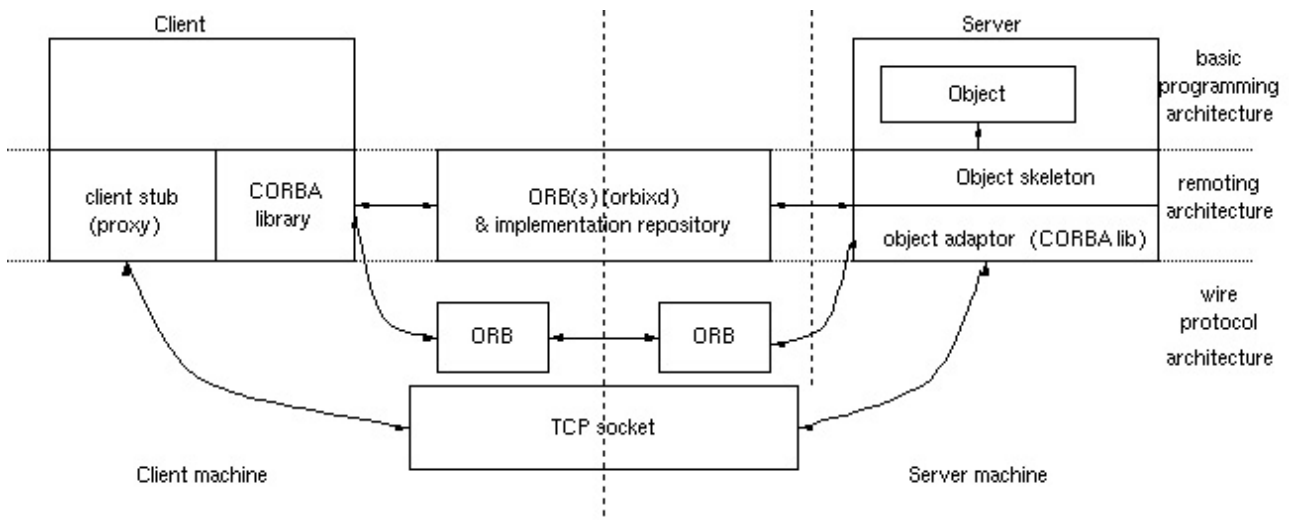 Client
Server
basic
programming
architecture
Object
client stub
(proxy)
CORBA
library
ORB(s) (orbixd)
& implementation repository
Object skeleton
object adaptor (CORBA lib)
remoting
architecture
ORB
ORB
wire
protocol
architecture
TCP socket
Client machine
Server machine